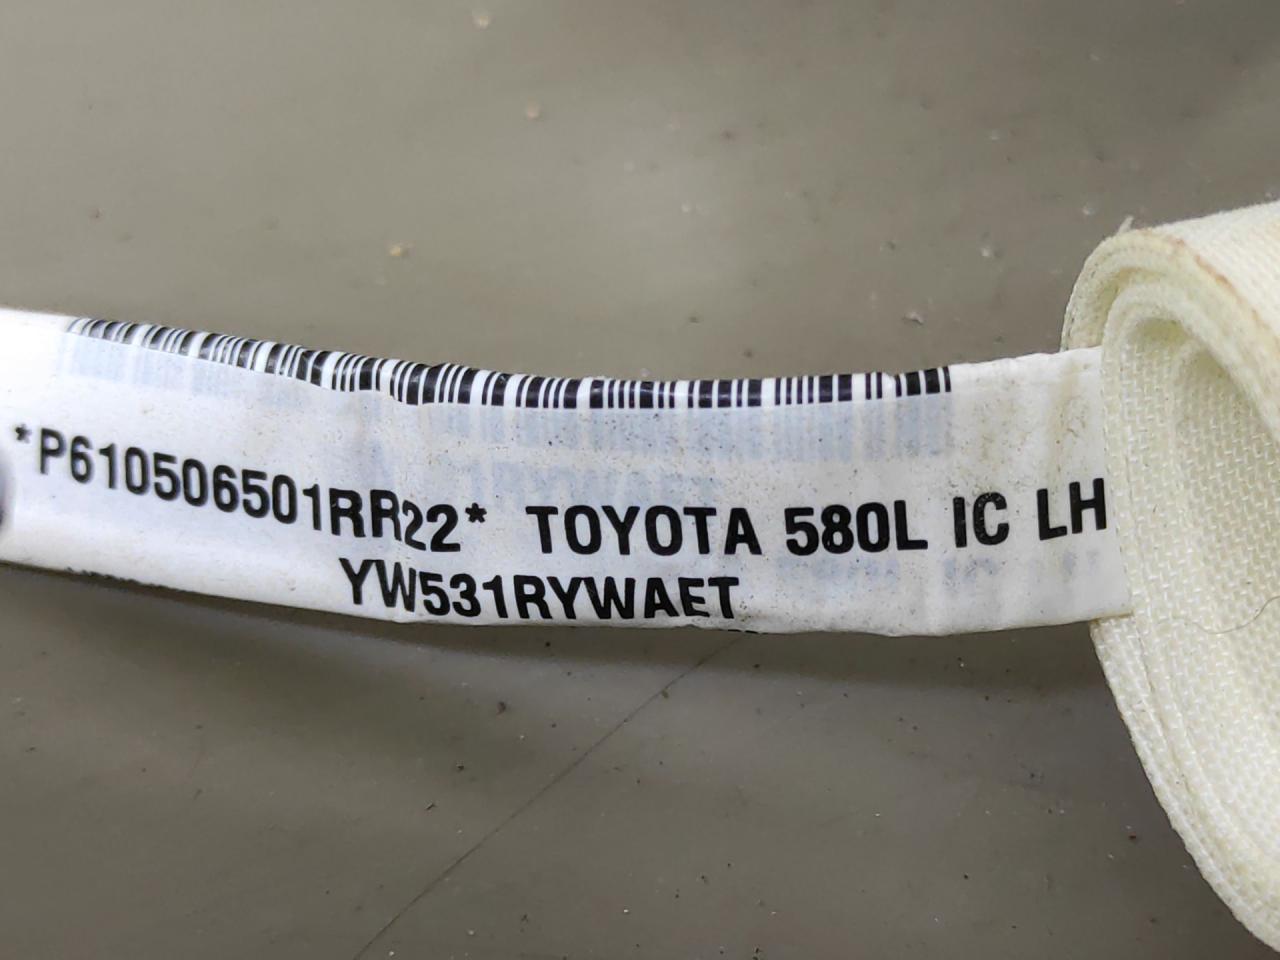 *P610506501RR22* TOYOTA 580L IC LH
YW531RYWAET